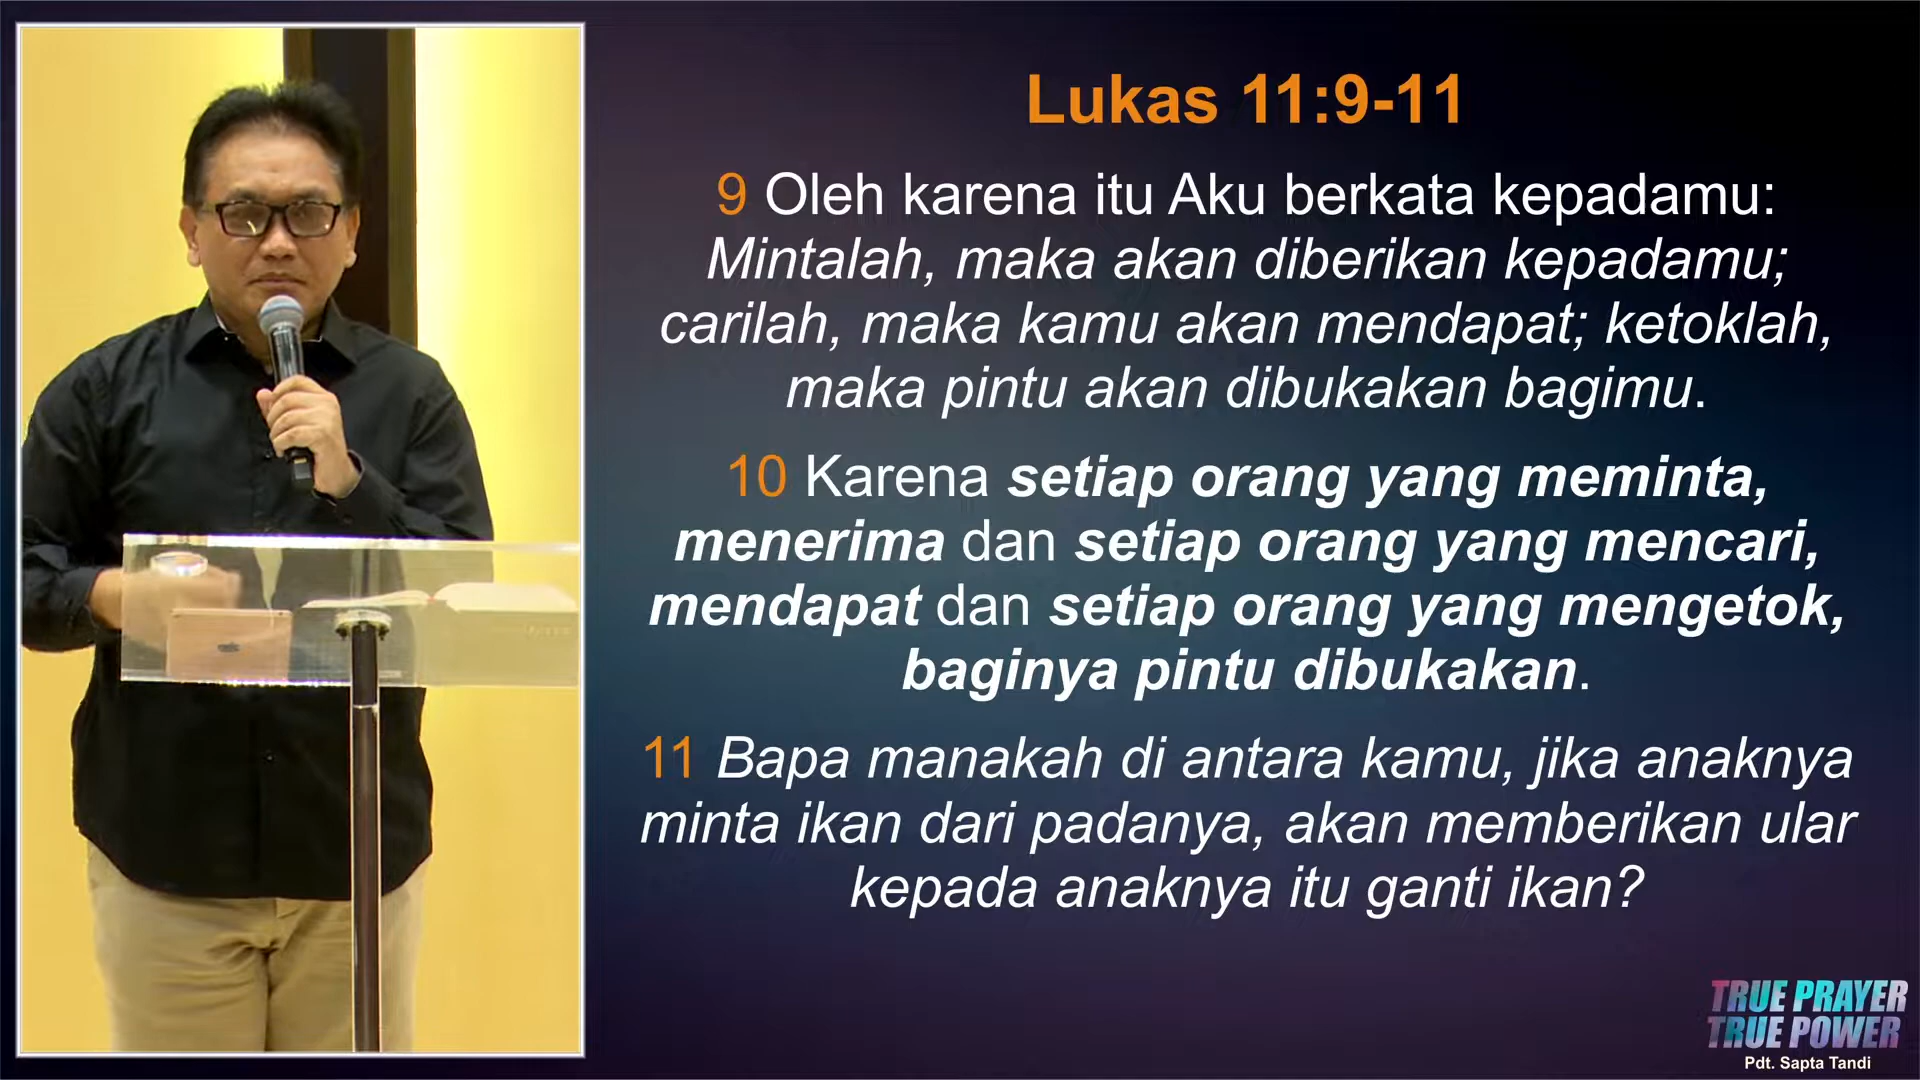 Lukas 11:9-11
9 Oleh karena itu Aku berkata kepadamu:
Mintalah, maka akan diberikan kepadamu;
carilah, maka kamu akan mendapat; ketoklah,
maka pintu akan dibukakan bagimu.
10 Karena setiap orang yang meminta,
menerima dan setiap orang yang mencari,
mendapat dan setiap orang yang mengetok,
baginya pintu dibukakan.
11 Bapa manakah di antara kamu, jika anaknya
minta ikan dari padanya, akan memberikan ular
kepada anaknya itu ganti ikan?
TRUE PRAYER
TRUE POWER
Pdt. Sapta Tandi